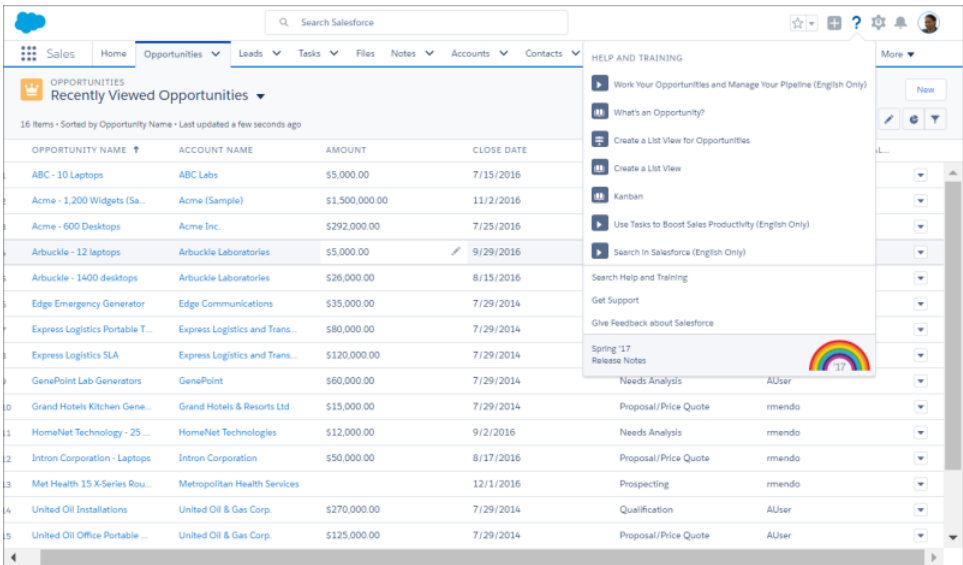 Search Salesforce
Sales Home Opportunities Leads Tasks Files Notes Accounts Contacts More
OPPORTUNITIES
Recently Viewed Opportunities
New
16 Items • Sorted by Opportunity Name • Last updated a few seconds ago
HELP AND TRAINING
Work Your Opportunities and Manage Your Pipeline (English Only)
What's an Opportunity?
Create a List View for Opportunities
Create a List View
Kanban
Use Tasks to Boost Sales Productivity (English Only)
Search in Salesforce (English Only)
Search Help and Training
Get Support
Give Feedback about Salesforce
Spring '17
Release Notes
'17
OPPORTUNITY NAME ACCOUNT NAME AMOUNT CLOSE DATE
ABC - 10 Laptops ABC Labs $5,000.00 7/15/2016
Acme - 1,200 Widgets (Sa... Acme (Sample) $1,500,000.00 11/2/2016
Acme - 600 Desktops Acme Inc. $292,000.00 7/25/2016
Arbuckle - 12 laptops Arbuckle Laboratories $5,000.00 9/29/2016
Arbuckle - 1400 desktops Arbuckle Laboratories $26,000.00 8/15/2016
Edge Emergency Generator Edge Communications $35,000.00 7/29/2014
Express Logistics Portable T... Express Logistics and Trans... $80,000.00 7/29/2014
Express Logistics SLA Express Logistics and Trans... $120,000.00 7/29/2014
GenePoint Lab Generators GenePoint $60,000.00 7/29/2014 Needs Analysis AUser
10 Grand Hotels Kitchen Gene... Grand Hotels & Resorts Ltd $15,000.00 7/29/2014 Proposal/Price Quote rmendo
11 HomeNet Technology - 25 ... HomeNet Technologies $12,000.00 9/2/2016 Needs Analysis rmendo
12 Intron Corporation - Laptops Intron Corporation $50,000.00 8/17/2016 Proposal/Price Quote rmendo
13 Met Health 15 X-Series Rou... Metropolitan Health Services 12/1/2016 Prospecting rmendo
14 United Oil Installations United Oil & Gas Corp. $270,000.00 7/29/2014 Qualification AUser
15 United Oil Office Portable ... United Oil & Gas Corp. $125,000.00 7/29/2014 Proposal/Price Quote AUser